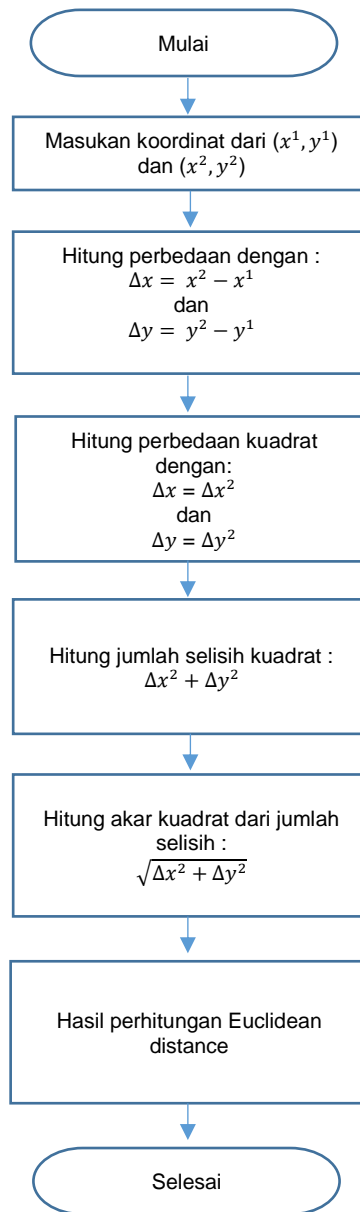 Mulai
Masukan koordinat dari (𝑥¹, 𝑦¹)
dan (𝑥², 𝑦²)
Hitung perbedaan dengan :
Δ𝑥 = 𝑥² − 𝑥¹
dan
Δ𝑦 = 𝑦² − 𝑦¹
Hitung perbedaan kuadrat
dengan:
Δ𝑥 = Δ𝑥²
dan
Δ𝑦 = Δ𝑦²
Hitung jumlah selisih kuadrat :
Δ𝑥² + Δ𝑦²
Hitung akar kuadrat dari jumlah
selisih :
√(Δ𝑥² + Δ𝑦²)
Hasil perhitungan Euclidean
distance
Selesai